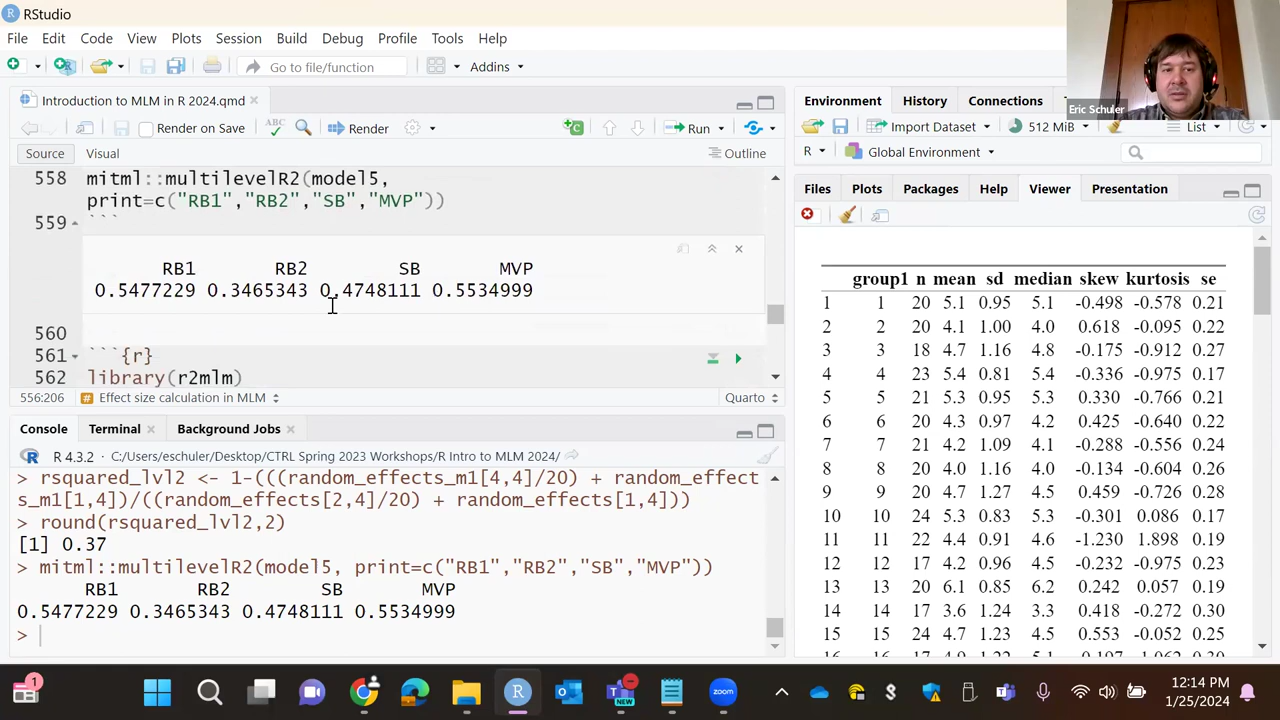 RStudio
File Edit Code View Plots Session Build Debug Profile Tools Help
Go to file/function Addins
Introduction to MLM in R 2024.qmd
Render on Save ABC Render Run
Source Visual Outline
558 mitml::multilevelR2(model5,
print=c("RB1","RB2","SB","MVP"))
559 ```
RB1 RB2 SB MVP
0.5477229 0.3465343 0.4748111 0.5534999
560
561 ```{r}
562 library(r2mlm)
556:206 # Effect size calculation in MLM Quarto
Console Terminal Background Jobs
R 4.3.2 · C:/Users/eschuler/Desktop/CTRL Spring 2023 Workshops/R Intro to MLM 2024/
> rsquared_lvl2 <- 1-(((random_effects_m1[4,4]/20) + random_effect
s_m1[1,4])/((random_effects[2,4]/20) + random_effects[1,4]))
> round(rsquared_lvl2,2)
[1] 0.37
> mitml::multilevelR2(model5, print=c("RB1","RB2","SB","MVP"))
RB1 RB2 SB MVP
0.5477229 0.3465343 0.4748111 0.5534999
>
Environment History Connections
Eric Schuler
Import Dataset 512 MiB List
R Global Environment
Files Plots Packages Help Viewer Presentation
group1 n mean sd median skew kurtosis se
1 1 20 5.1 0.95 5.1 -0.498 -0.578 0.21
2 2 20 4.1 1.00 4.0 0.618 -0.095 0.22
3 3 18 4.7 1.16 4.8 -0.175 -0.912 0.27
4 4 23 5.4 0.81 5.4 -0.336 -0.975 0.17
5 5 21 5.3 0.95 5.3 0.330 -0.766 0.21
6 6 20 4.3 0.97 4.2 0.425 -0.640 0.22
7 7 21 4.2 1.09 4.1 -0.288 -0.556 0.24
8 8 20 4.0 1.16 4.0 -0.134 -0.604 0.26
9 9 20 4.7 1.27 4.5 0.459 -0.726 0.28
10 10 24 5.3 0.83 5.3 -0.301 0.086 0.17
11 11 22 4.4 0.91 4.6 -1.230 1.898 0.19
12 12 17 4.2 0.96 4.5 -0.232 -0.975 0.23
13 13 20 6.1 0.85 6.2 0.242 0.057 0.19
14 14 17 3.6 1.24 3.3 0.418 -0.272 0.30
15 15 24 4.7 1.23 4.5 0.553 -0.052 0.25
1
NEW
zoom
12:14 PM
1/25/2024